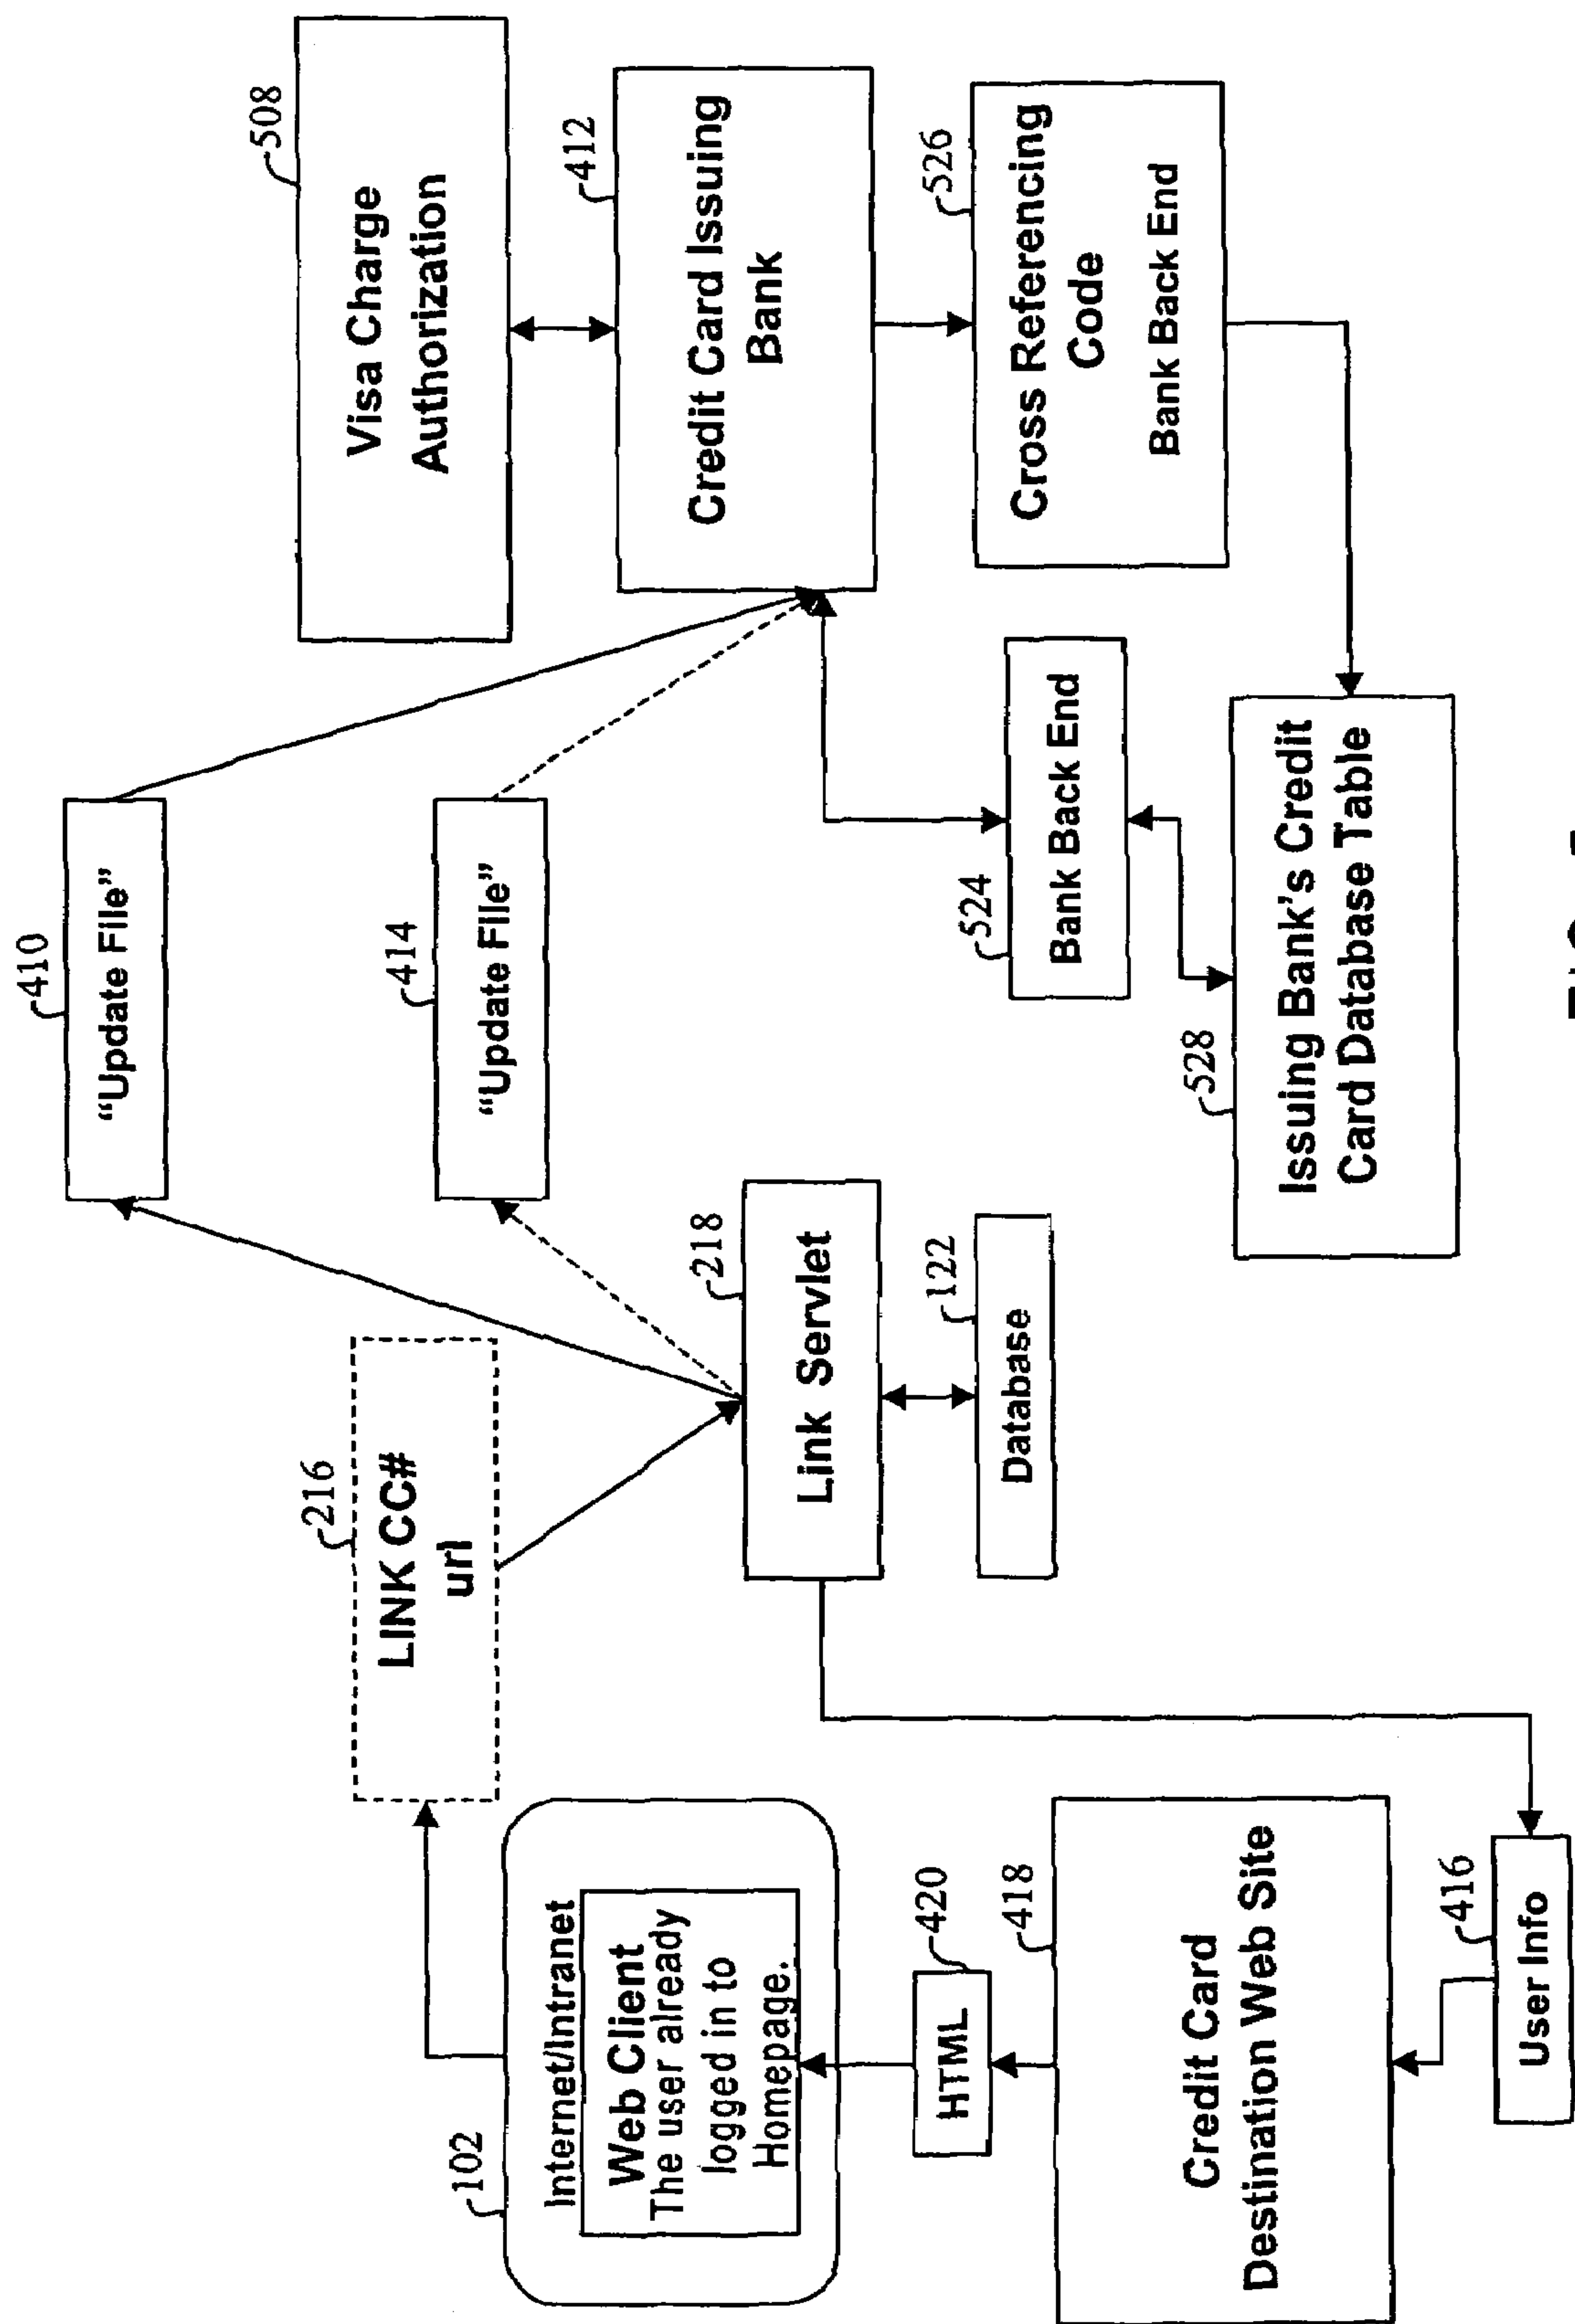 410
"Update File"
508
Visa Charge
Authorization
216
LINK CC#
url
414
"Update File"
412
Credit Card Issuing
Bank
102
Internet/Intranet
Web Client
The user already
logged in to
Homepage.
218
Link Servlet
420
HTML
122
Database
524
Bank Back End
526
Cross Referencing
Code
Bank Back End
418
Credit Card
Destination Web Site
528
Issuing Bank's Credit
Card Database Table
416
User Info